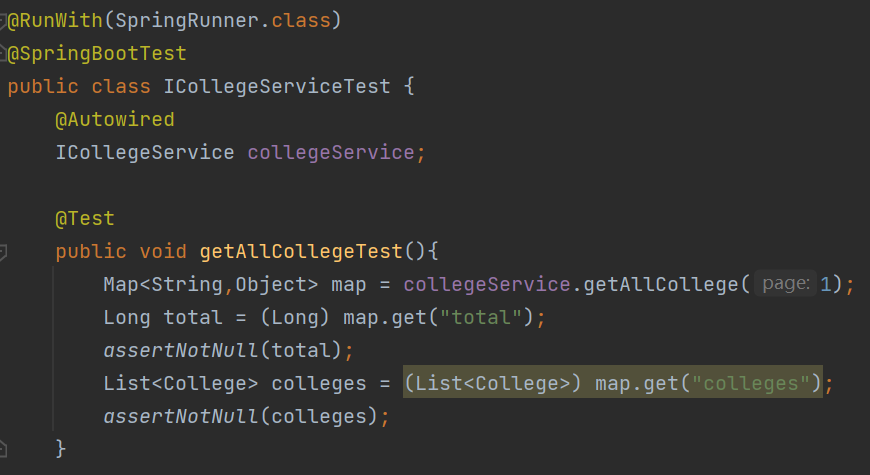 @RunWith(SpringRunner.class)
@SpringBootTest
public class ICollegeServiceTest {
@Autowired
ICollegeService collegeService;
@Test
public void getAllCollegeTest(){
Map<String,Object> map = collegeService.getAllCollege( page: 1);
Long total = (Long) map.get("total");
assertNotNull(total);
List<College> colleges = (List<College>) map.get("colleges");
assertNotNull(colleges);
}